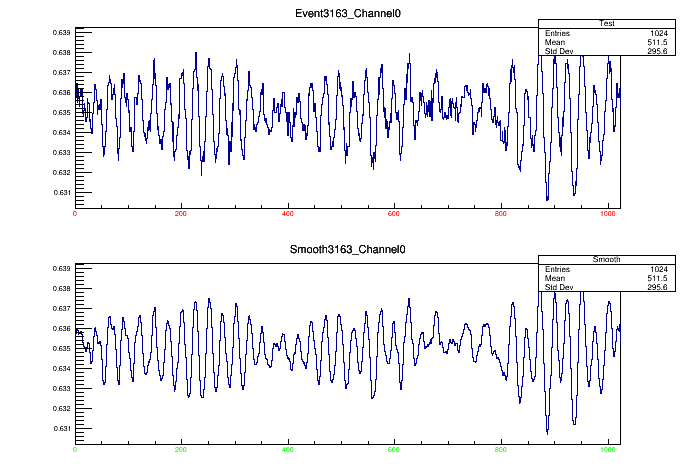 Event3163_Channel0
Test
Entries 1024
Mean 511.5
Std Dev 295.6
0.639
0.638
0.637
0.636
0.635
0.634
0.633
0.632
0.631
0 200 400 600 800 1000
Smooth3163_Channel0
Smooth
Entries 1024
Mean 511.5
Std Dev 295.6
0.639
0.638
0.637
0.636
0.635
0.634
0.633
0.632
0.631
0 200 400 600 800 1000